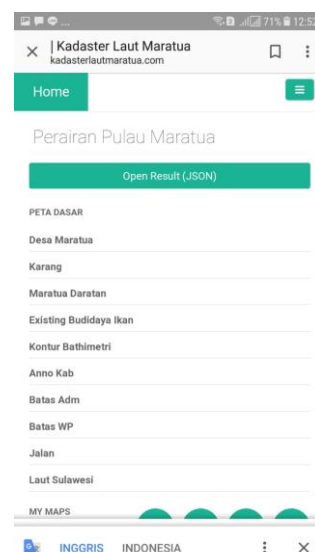 71% 12:52
| Kadaster Laut Maratua
kadasterlautmaratua.com
Home
Perairan Pulau Maratua
Open Result (JSON)
PETA DASAR
Desa Maratua
Karang
Maratua Daratan
Existing Budidaya Ikan
Kontur Bathimetri
Anno Kab
Batas Adm
Batas WP
Jalan
Laut Sulawesi
MY MAPS
INGGRIS INDONESIA